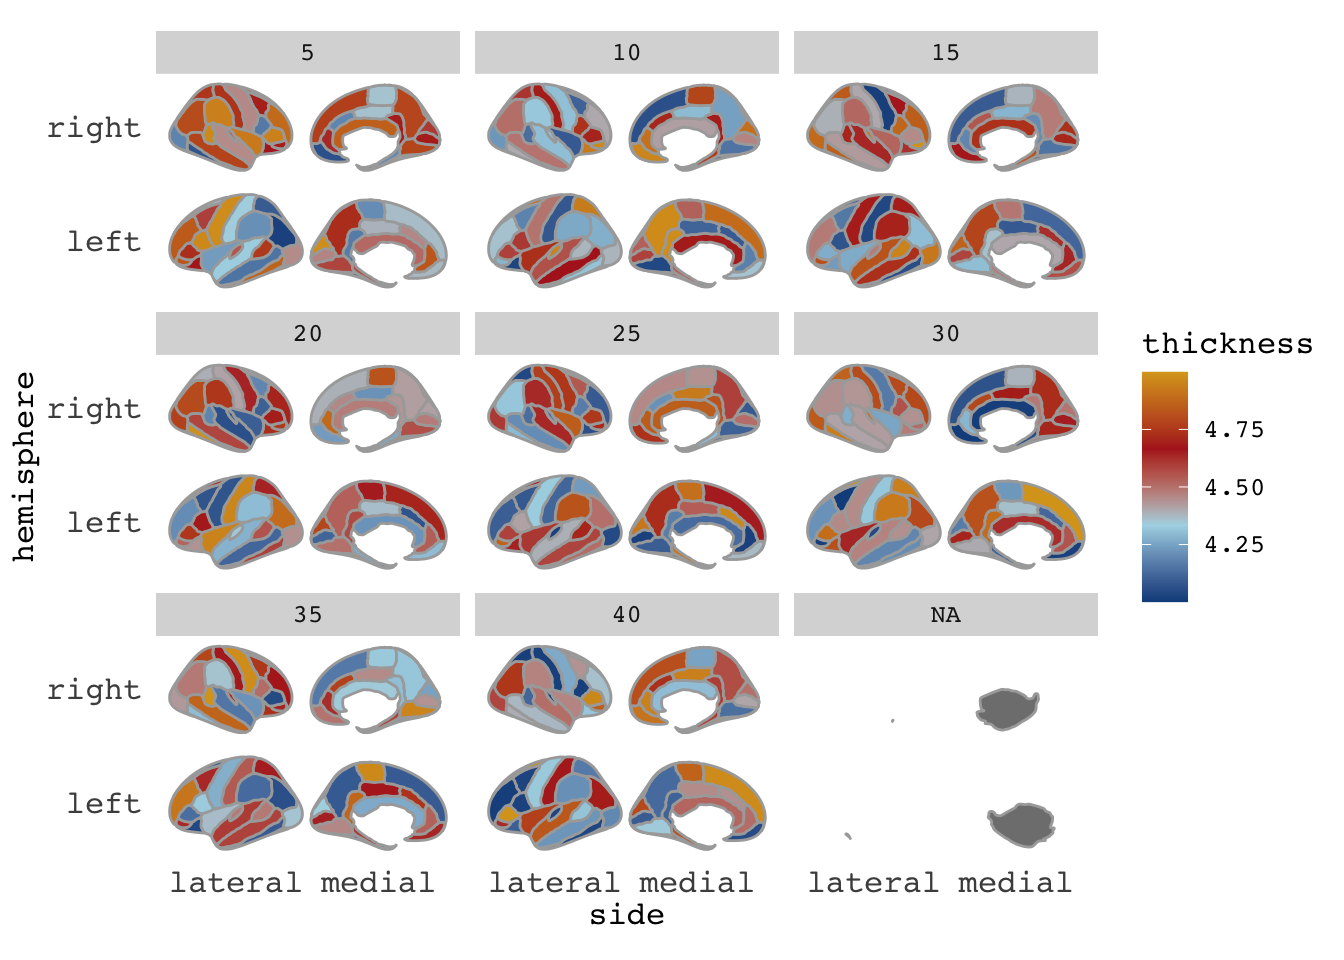 5 10 15
right
left
20 25 30
right
left
35 40 NA
right
left
lateral medial lateral medial lateral medial
side
hemisphere
thickness
4.75
4.50
4.25